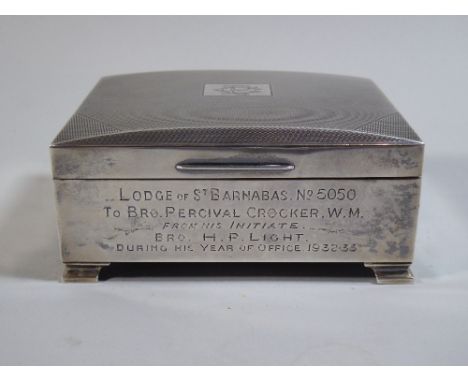 LODGE OF ST BARNABAS. NO 5050
TO BRO. PERCIVAL CROCKER, W.M.
FROM HIS INITIATE.
BRO. H. P. LIGHT.
DURING HIS YEAR OF OFFICE 1932-33